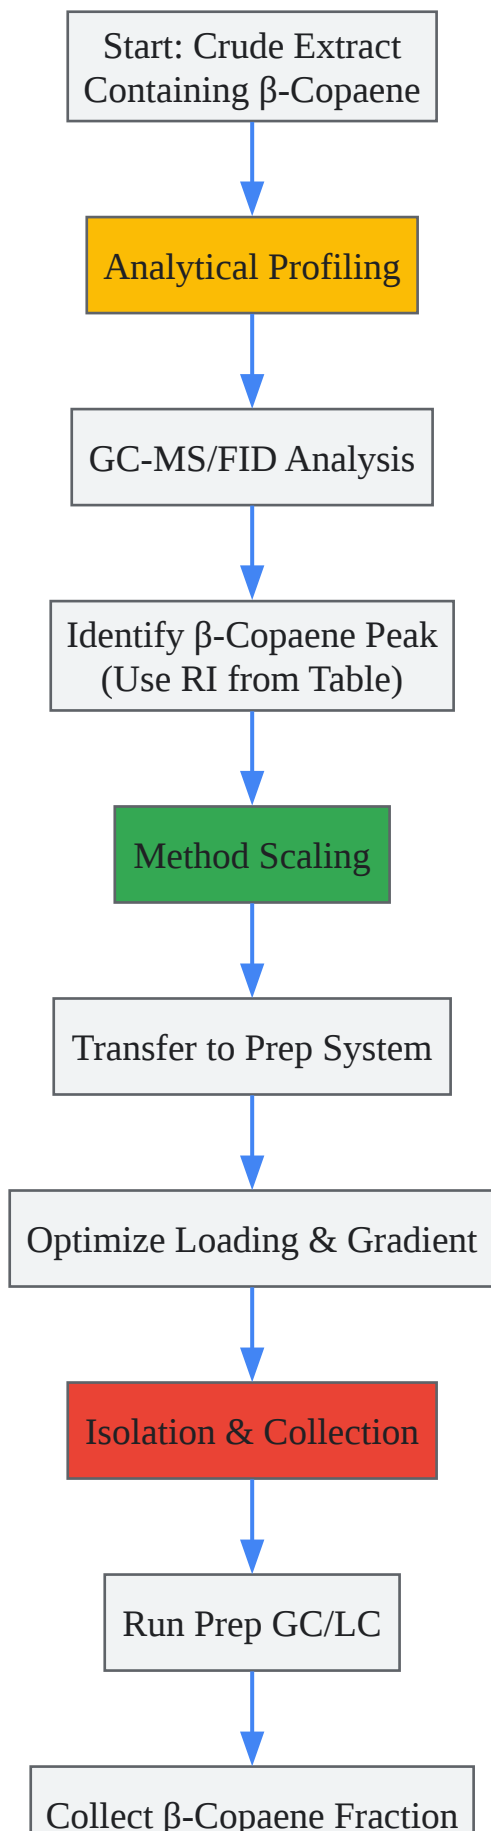 Start: Crude Extract
Containing β-Copaene
Analytical Profiling
GC-MS/FID Analysis
Identify β-Copaene Peak
(Use RI from Table)
Method Scaling
Transfer to Prep System
Optimize Loading & Gradient
Isolation & Collection
Run Prep GC/LC
Collect β-Copaene Fraction